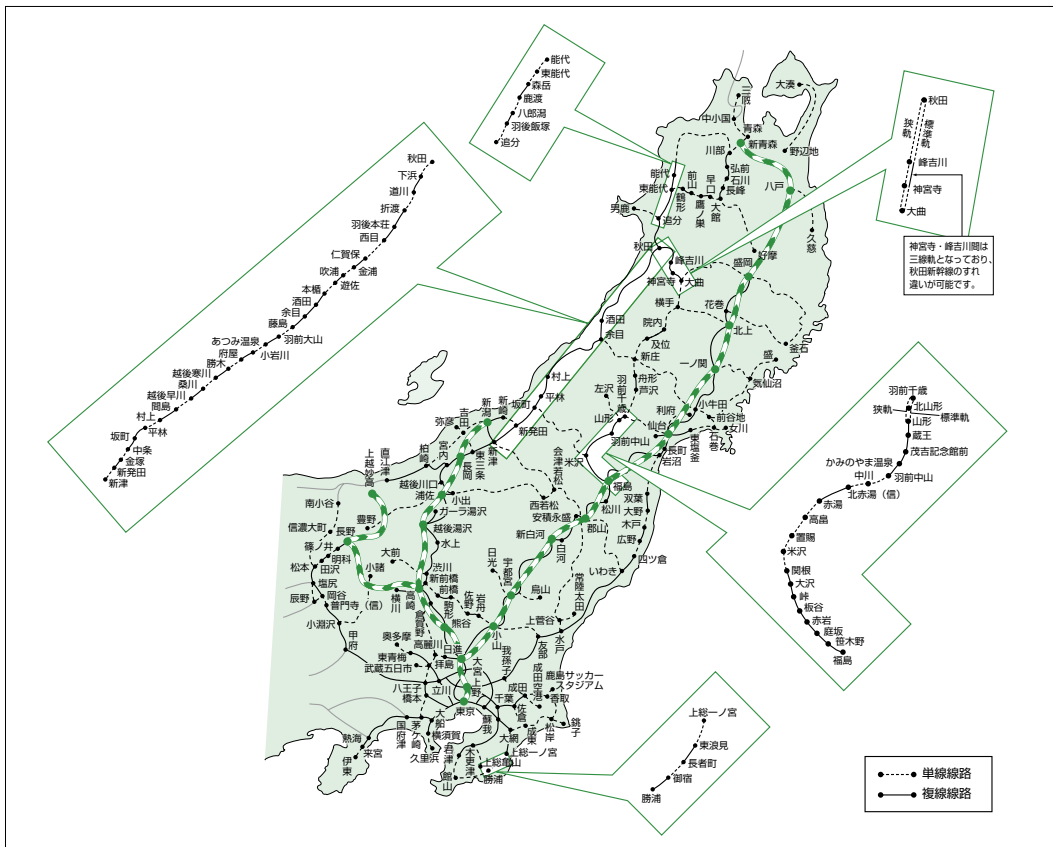 能代
東能代
森岳
鹿渡
八郎潟
羽後飯塚
追分
秋田
下浜
道川
折渡
羽後本荘
西目
仁賀保
金浦
吹浦
遊佐
本楯
酒田
余目
藤島
羽前大山
あつみ温泉
小岩川
府屋
勝木
越後寒川
桑川
越後早川
間島
村上
平林
坂町
中条
金塚
新発田
新津
秋田
狭軌
標準軌
峰吉川
神宮寺
大曲
神宮寺・峰吉川間は
三線軌となっており、
秋田新幹線のすれ
違いが可能です。
大湊
三厩
中小国
青森
新青森
野辺地
川部
弘前
石川
長峰
八戸
能代
東能代
鶴形
前山
鷹ノ巣
早口
大館
男鹿
追分
久慈
秋田
峰吉川
神宮寺
大曲
好摩
盛岡
横手
花巻
北上
酒田
余目
院内
及位
新庄
釜石
盛
一ノ関
気仙沼
村上
平林
坂町
舟形
芦沢
左沢
羽前千歳
山形
羽前中山
利府
仙台
小牛田
前谷地
女川
石巻
東塩釜
長町
岩沼
新崎
新潟
吉田
弥彦
新発田
新津
東三条
長岡
宮内
柏崎
直江津
上越妙高
越後川口
浦佐
小出
会津若松
米沢
福島
西若松
安積永盛
松川
郡山
双葉
大野
木戸
広野
四ツ倉
いわき
南小谷
信濃大町
豊野
長野
篠ノ井
明科
松本
田沢
塩尻
岡谷
辰野
普門寺(信)
小淵沢
甲府
ガーラ湯沢
越後湯沢
水上
大前
小諸
横川
渋川
新前橋
前橋
高崎
駒形
倉賀野
熊谷
佐野
岩舟
日光
宇都宮
新白河
白河
烏山
常陸太田
上菅谷
水戸
友部
小山
奥多摩
高麗川
日進
東青梅
拝島
武蔵五日市
大宮
我孫子
成田
成田空港
鹿島サッカー
スタジアム
香取
八王子
橋本
立川
上野
東京
千葉
佐倉
成東
松岸
銚子
大網
蘇我
大船
横須賀
茅ケ崎
国府津
熱海
来宮
伊東
久里浜
君津
木更津
上総亀山
上総一ノ宮
館山
勝浦
羽前千歳
北山形
狭軌
標準軌
山形
蔵王
茂吉記念館前
かみのやま温泉
羽前中山
中川
北赤湯(信)
赤湯
高畠
置賜
米沢
関根
大沢
峠
板谷
赤岩
庭坂
笹木野
福島
上総一ノ宮
東浪見
長者町
御宿
勝浦
単線線路
複線線路